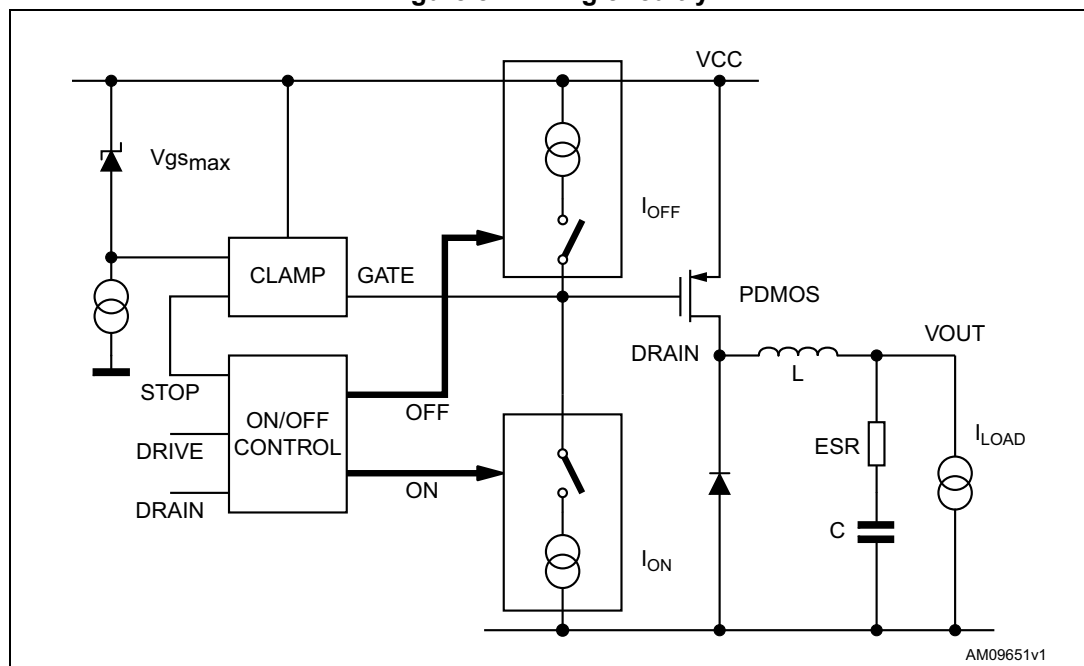 VCC
Vgsmax
IOFF
CLAMP
GATE
PDMOS
DRAIN
VOUT
L
STOP
OFF
ON/OFF
CONTROL
DRIVE
ON
DRAIN
ESR
ILOAD
C
ION
AM09651v1